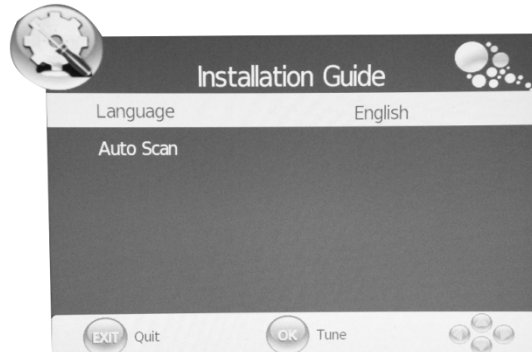 Installation Guide
Language English
Auto Scan
EXIT Quit OK Tune